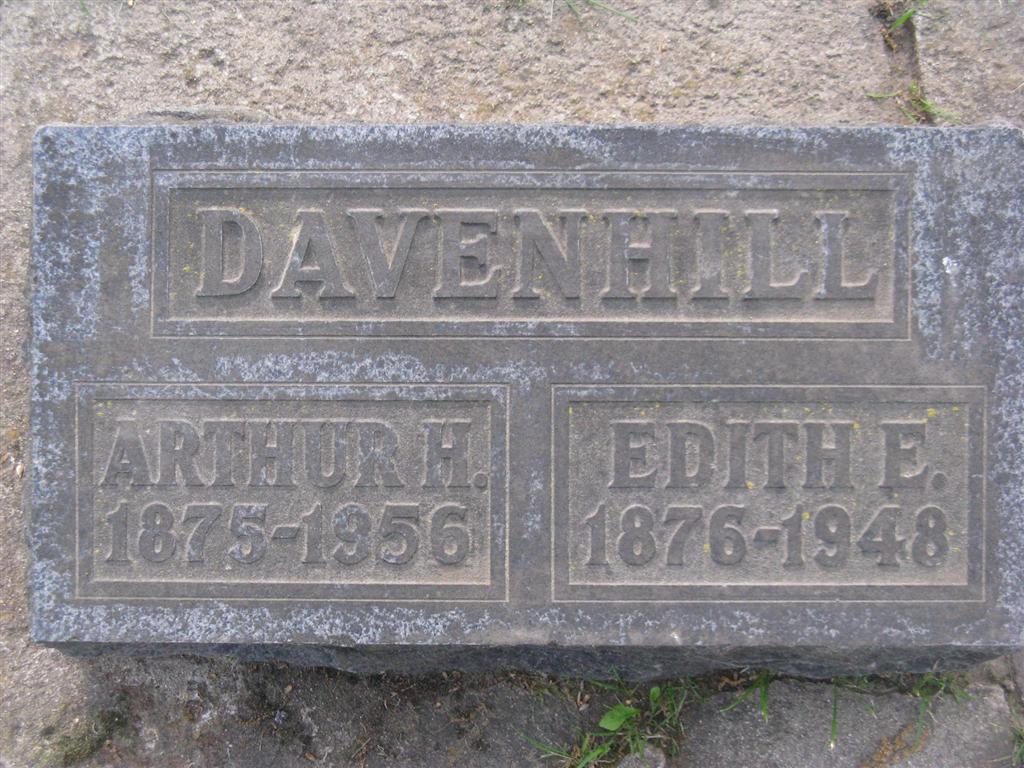 DAVENHILL
ARTHUR H.
1875-1956
EDITH E.
1876-1948